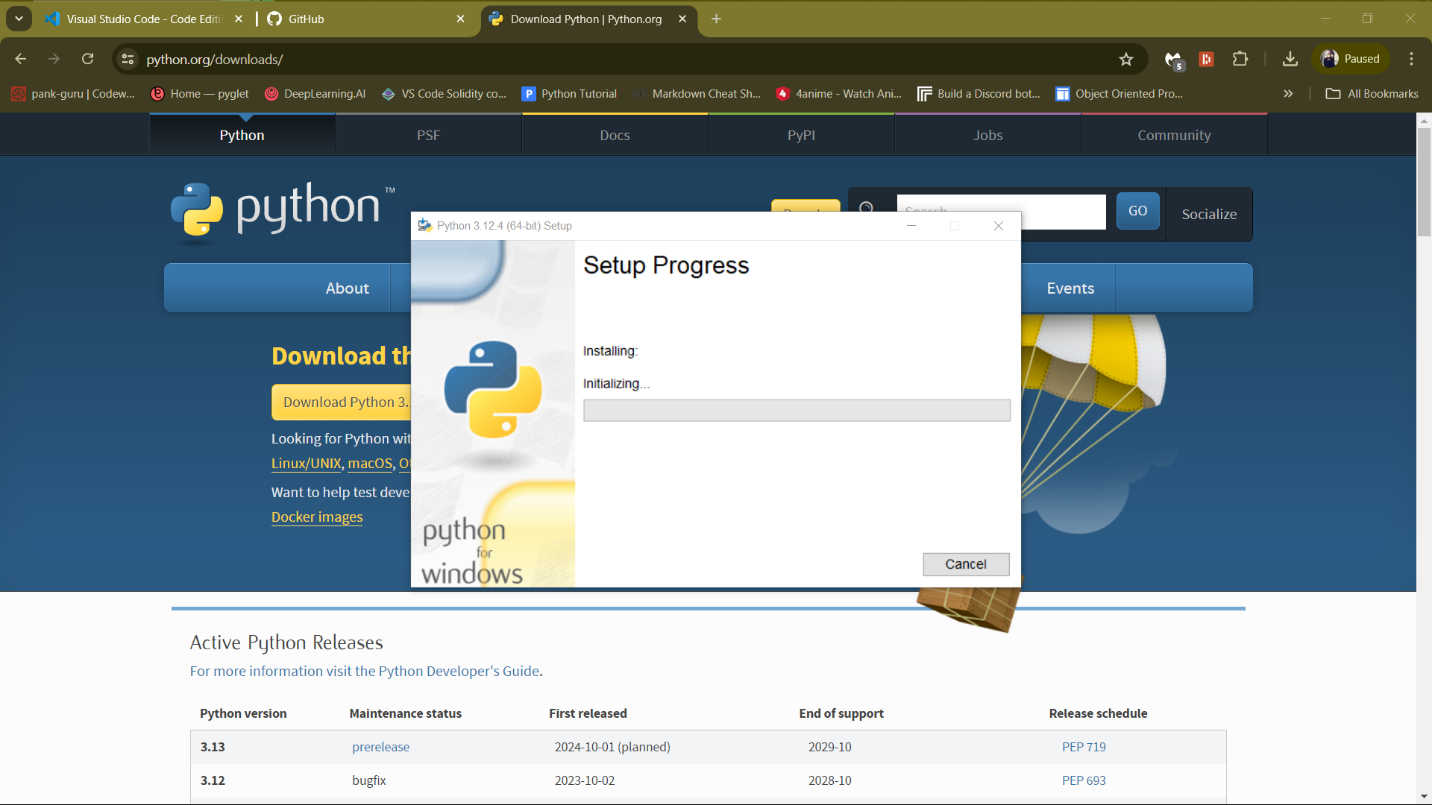 Visual Studio Code - Code Editi
GitHub
Download Python | Python.org
python.org/downloads/
5
Paused
pank-guru | Codew...
Home — pyglet
DeepLearning.AI
VS Code Solidity co...
Python Tutorial
Markdown Cheat Sh...
4anime - Watch Ani...
Build a Discord bot...
Object Oriented Pro...
All Bookmarks
Python
PSF
Docs
PyPI
Jobs
Community
python™
Search
GO
Socialize
About
Events
Python 3.12.4 (64-bit) Setup
Setup Progress
Installing:
Initializing...
Cancel
python
for
windows
Download th
Download Python 3.
Looking for Python wit
Linux/UNIX, macOS, O
Want to help test deve
Docker images
Active Python Releases
For more information visit the Python Developer's Guide.
Python version Maintenance status First released End of support Release schedule
3.13 prerelease 2024-10-01 (planned) 2029-10 PEP 719
3.12 bugfix 2023-10-02 2028-10 PEP 693